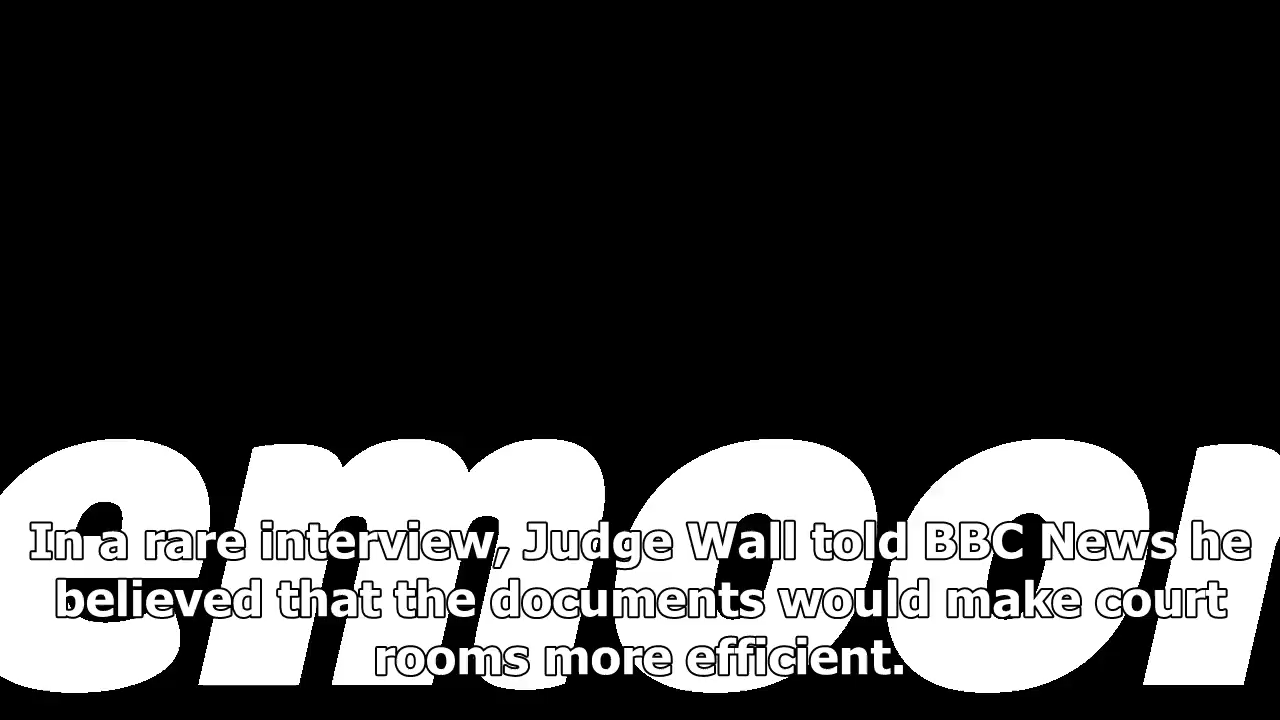 emoor
In a rare interview, Judge Wall told BBC News he
believed that the documents would make court
rooms more efficient.